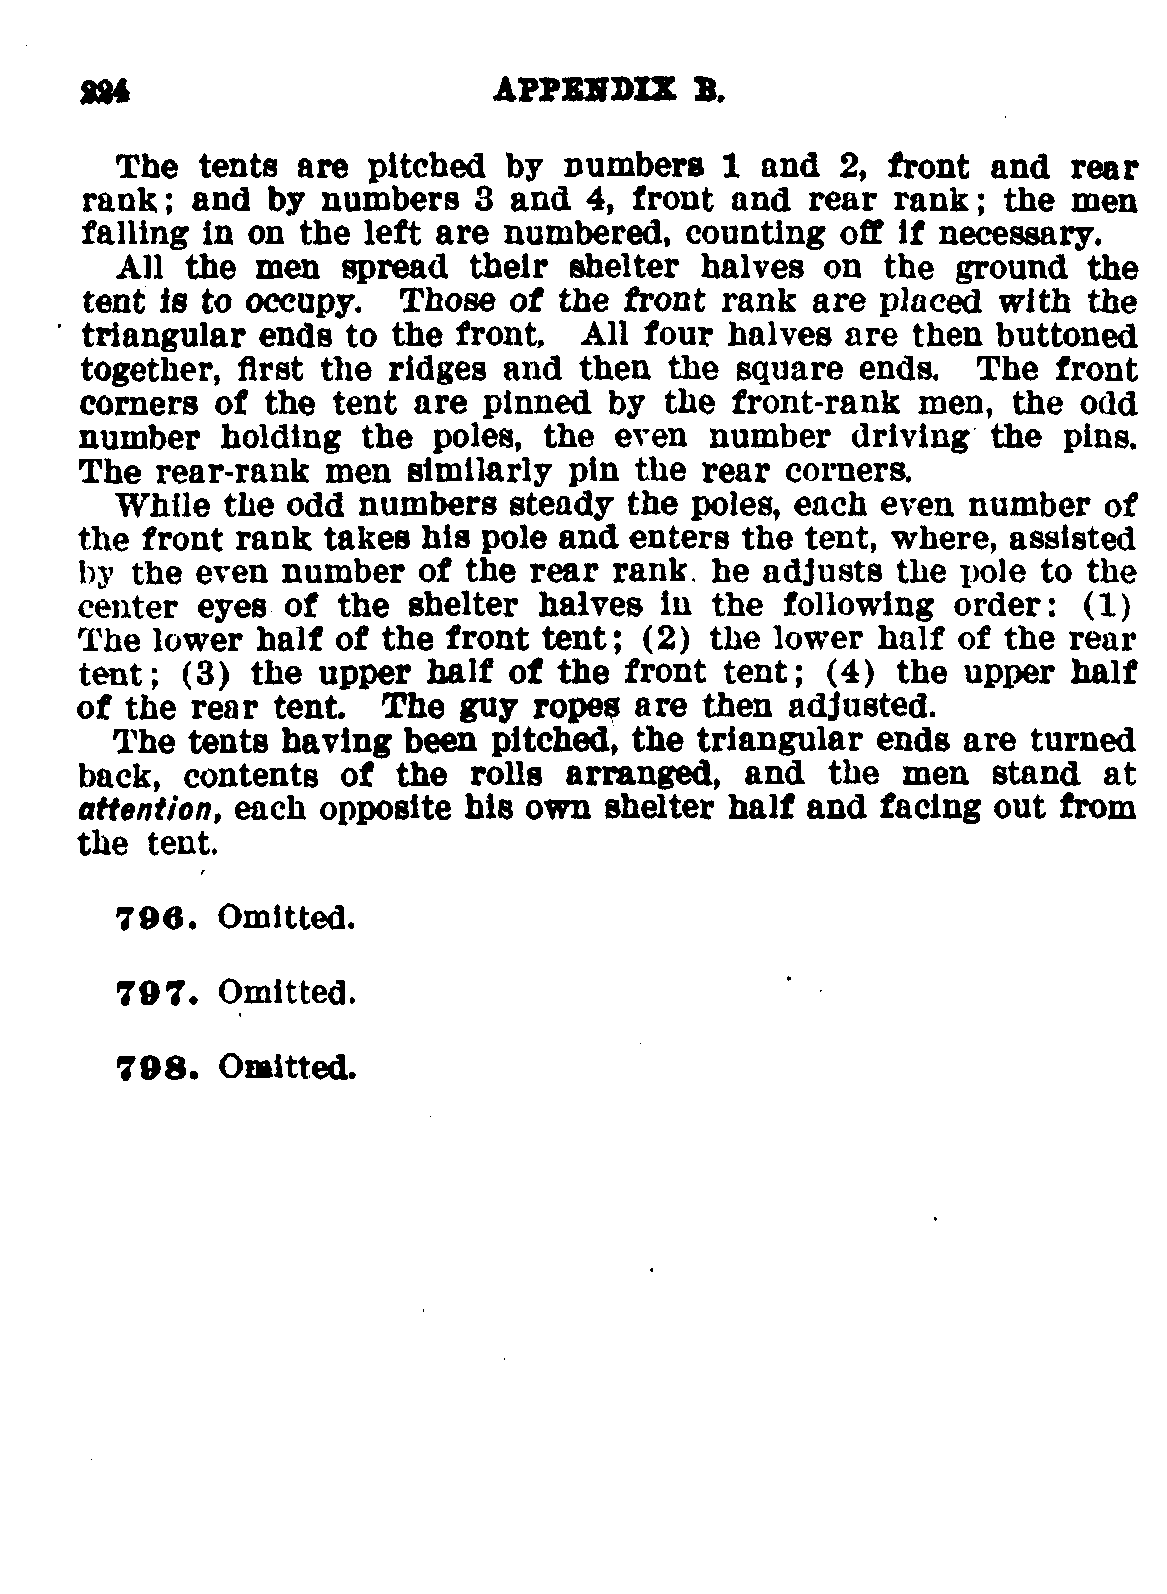 224 APPENDIX B.
The tents are pitched by numbers 1 and 2, front and rear
rank; and by numbers 3 and 4, front and rear rank; the men
falling in on the left are numbered, counting off if necessary.
All the men spread their shelter halves on the ground the
tent is to occupy. Those of the front rank are placed with the
triangular ends to the front. All four halves are then buttoned
together, first the ridges and then the square ends. The front
corners of the tent are pinned by the front-rank men, the odd
number holding the poles, the even number driving the pins.
The rear-rank men similarly pin the rear corners.
While the odd numbers steady the poles, each even number of
the front rank takes his pole and enters the tent, where, assisted
by the even number of the rear rank, he adjusts the pole to the
center eyes of the shelter halves in the following order: (1)
The lower half of the front tent; (2) the lower half of the rear
tent; (3) the upper half of the front tent; (4) the upper half
of the rear tent. The guy ropes are then adjusted.
The tents having been pitched, the triangular ends are turned
back, contents of the rolls arranged, and the men stand at
attention, each opposite his own shelter half and facing out from
the tent.
796. Omitted.
797. Omitted.
798. Omitted.